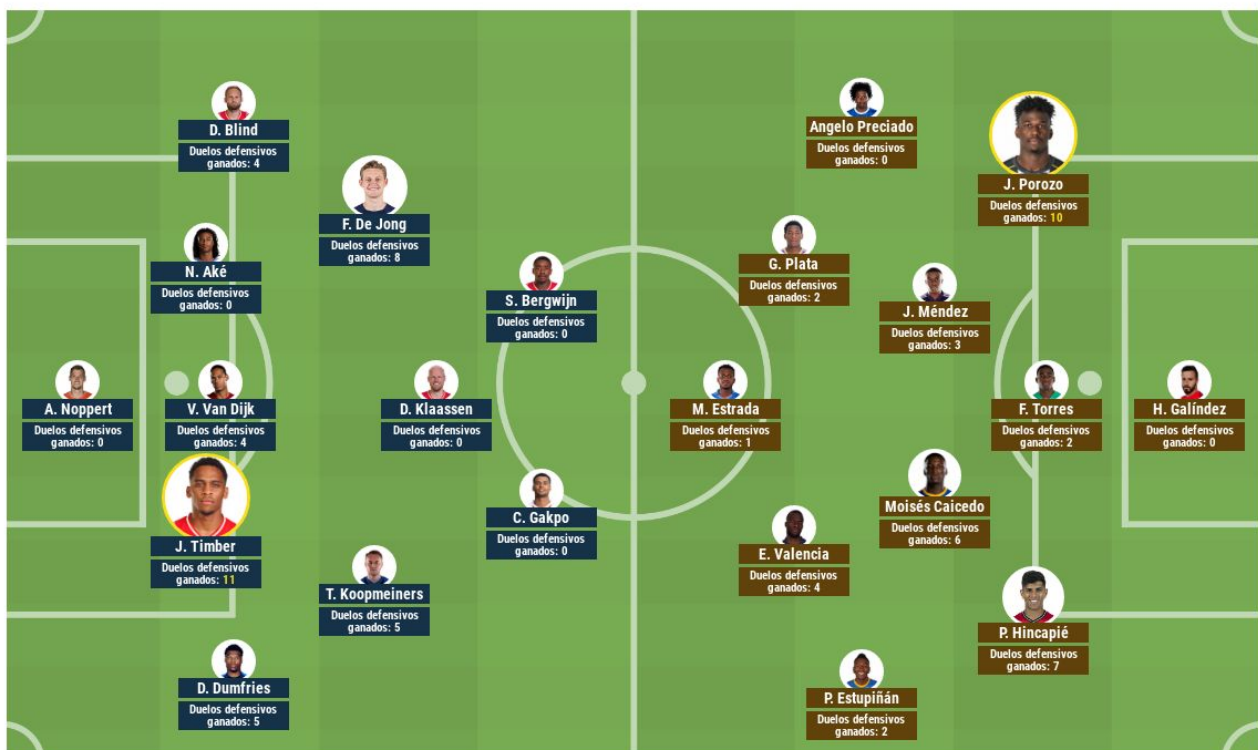 D. Blind
Duelos defensivos
ganados: 4
F. De Jong
Duelos defensivos
ganados: 8
N. Aké
Duelos defensivos
ganados: 0
S. Bergwijn
Duelos defensivos
ganados: 0
A. Noppert
Duelos defensivos
ganados: 0
V. Van Dijk
Duelos defensivos
ganados: 4
D. Klaassen
Duelos defensivos
ganados: 0
J. Timber
Duelos defensivos
ganados: 11
C. Gakpo
Duelos defensivos
ganados: 0
T. Koopmeiners
Duelos defensivos
ganados: 5
D. Dumfries
Duelos defensivos
ganados: 5
Angelo Preciado
Duelos defensivos
ganados: 0
J. Porozo
Duelos defensivos
ganados: 10
G. Plata
Duelos defensivos
ganados: 2
J. Méndez
Duelos defensivos
ganados: 3
M. Estrada
Duelos defensivos
ganados: 1
F. Torres
Duelos defensivos
ganados: 2
H. Galíndez
Duelos defensivos
ganados: 0
Moisés Caicedo
Duelos defensivos
ganados: 6
E. Valencia
Duelos defensivos
ganados: 4
P. Hincapié
Duelos defensivos
ganados: 7
P. Estupiñán
Duelos defensivos
ganados: 2